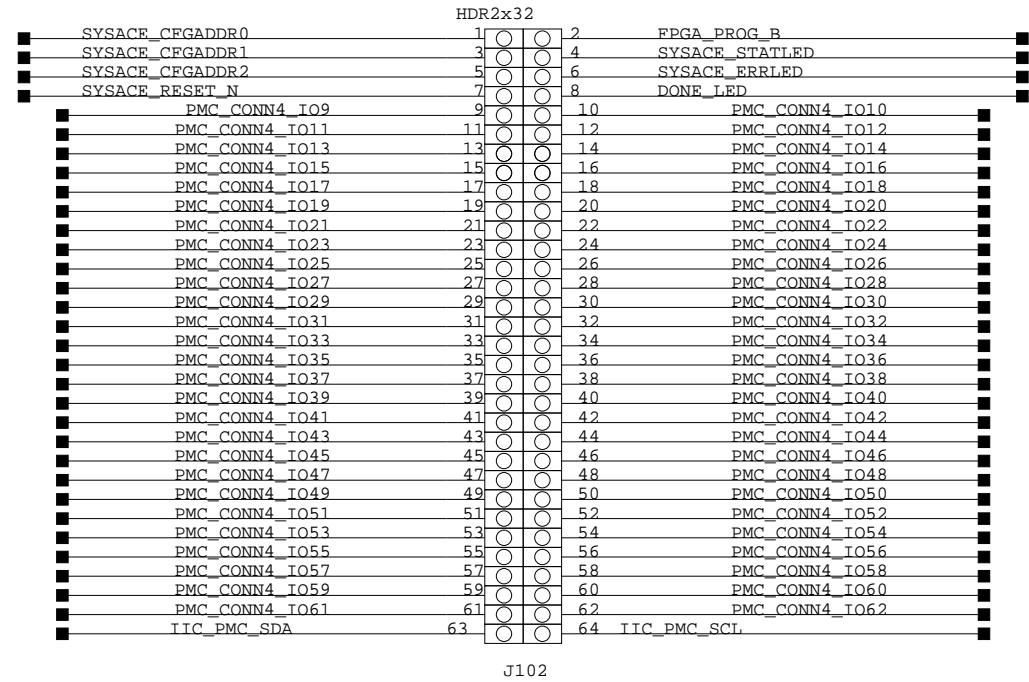 HDR2x32
SYSACE_CFGADDR0 1 2 FPGA_PROG_B
SYSACE_CFGADDR1 3 4 SYSACE_STATLED
SYSACE_CFGADDR2 5 6 SYSACE_ERRLED
SYSACE_RESET_N 7 8 DONE_LED
PMC_CONN4_IO9 9 10 PMC_CONN4_IO10
PMC_CONN4_IO11 11 12 PMC_CONN4_IO12
PMC_CONN4_IO13 13 14 PMC_CONN4_IO14
PMC_CONN4_IO15 15 16 PMC_CONN4_IO16
PMC_CONN4_IO17 17 18 PMC_CONN4_IO18
PMC_CONN4_IO19 19 20 PMC_CONN4_IO20
PMC_CONN4_IO21 21 22 PMC_CONN4_IO22
PMC_CONN4_IO23 23 24 PMC_CONN4_IO24
PMC_CONN4_IO25 25 26 PMC_CONN4_IO26
PMC_CONN4_IO27 27 28 PMC_CONN4_IO28
PMC_CONN4_IO29 29 30 PMC_CONN4_IO30
PMC_CONN4_IO31 31 32 PMC_CONN4_IO32
PMC_CONN4_IO33 33 34 PMC_CONN4_IO34
PMC_CONN4_IO35 35 36 PMC_CONN4_IO36
PMC_CONN4_IO37 37 38 PMC_CONN4_IO38
PMC_CONN4_IO39 39 40 PMC_CONN4_IO40
PMC_CONN4_IO41 41 42 PMC_CONN4_IO42
PMC_CONN4_IO43 43 44 PMC_CONN4_IO44
PMC_CONN4_IO45 45 46 PMC_CONN4_IO46
PMC_CONN4_IO47 47 48 PMC_CONN4_IO48
PMC_CONN4_IO49 49 50 PMC_CONN4_IO50
PMC_CONN4_IO51 51 52 PMC_CONN4_IO52
PMC_CONN4_IO53 53 54 PMC_CONN4_IO54
PMC_CONN4_IO55 55 56 PMC_CONN4_IO56
PMC_CONN4_IO57 57 58 PMC_CONN4_IO58
PMC_CONN4_IO59 59 60 PMC_CONN4_IO60
PMC_CONN4_IO61 61 62 PMC_CONN4_IO62
IIC_PMC_SDA 63 64 IIC_PMC_SCL
J102